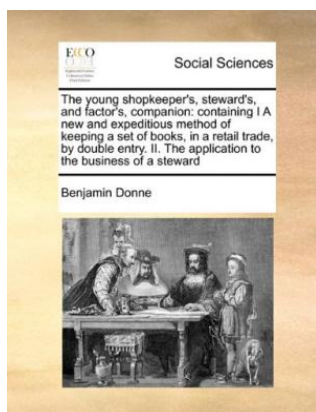 ECCO
Social Sciences
The young shopkeeper's, steward's,
and factor's, companion: containing I A
new and expeditious method of
keeping a set of books, in a retail trade,
by double entry. II. The application to
the business of a steward
Benjamin Donne